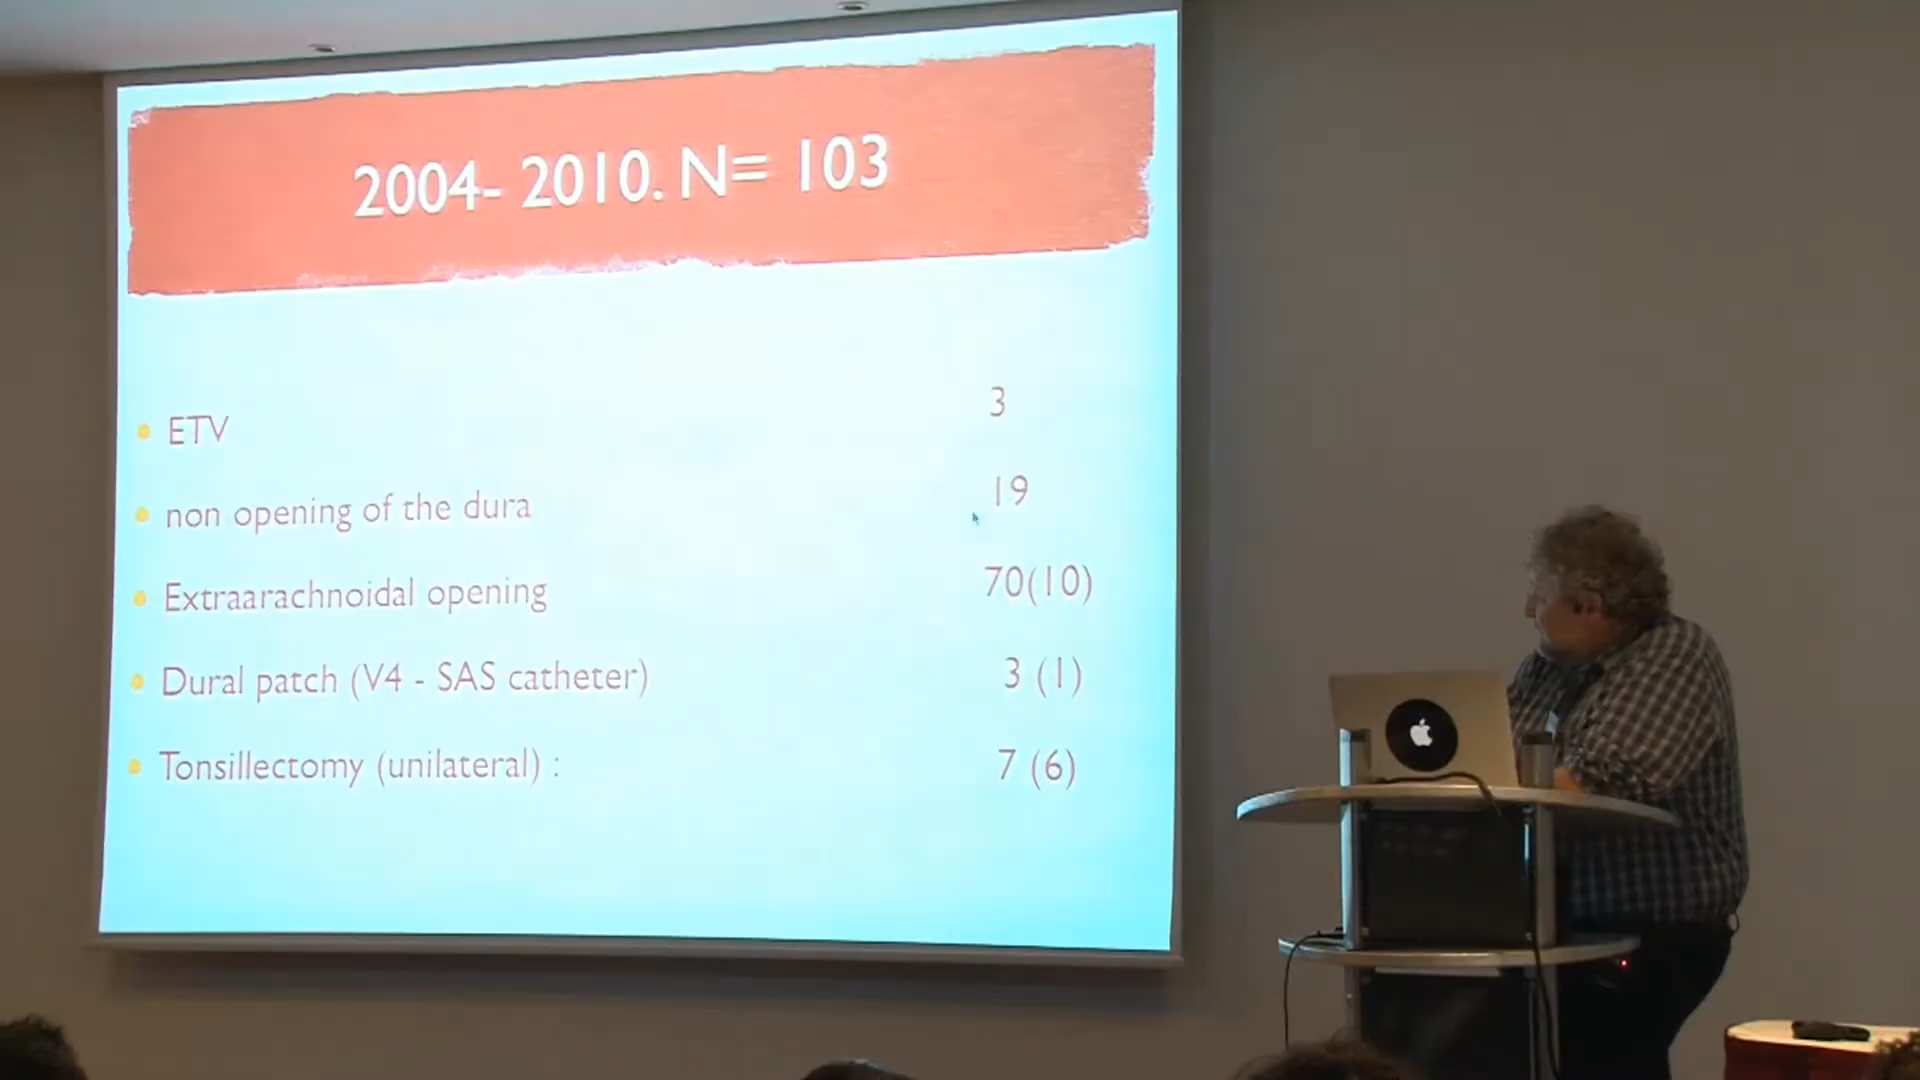 2004- 2010. N= 103
ETV 3
non opening of the dura 19
Extraarachnoidal opening 70(10)
Dural patch (V4 - SAS catheter) 3 (1)
Tonsillectomy (unilateral) : 7 (6)